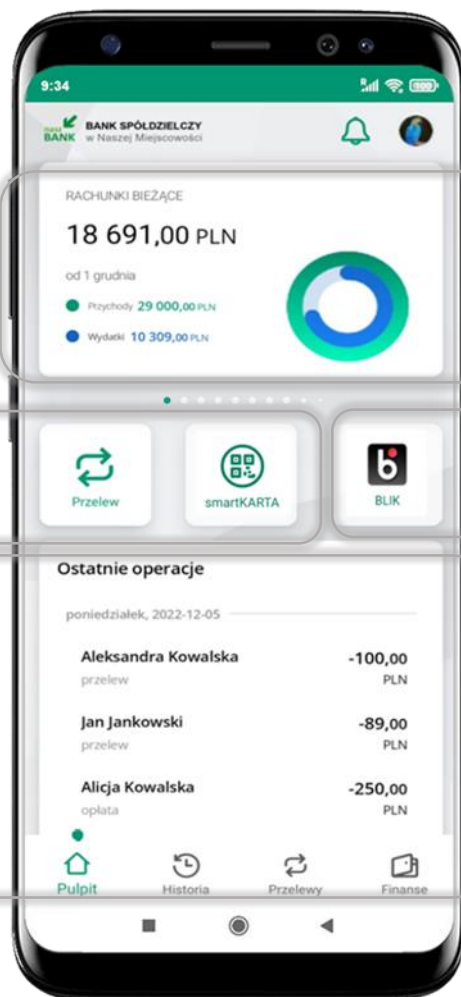 9:34
100
nasz
BANK
BANK SPÓŁDZIELCZY
w Naszej Miejscowości
RACHUNKI BIEŻĄCE
18 691,00 PLN
od 1 grudnia
Przychody 29 000,00 PLN
Wydatki 10 309,00 PLN
Przelew
smartKARTA
b
BLIK
Ostatnie operacje
poniedziałek, 2022-12-05
Aleksandra Kowalska -100,00
przelew PLN
Jan Jankowski -89,00
przelew PLN
Alicja Kowalska -250,00
opłata PLN
Pulpit Historia Przelewy Finanse